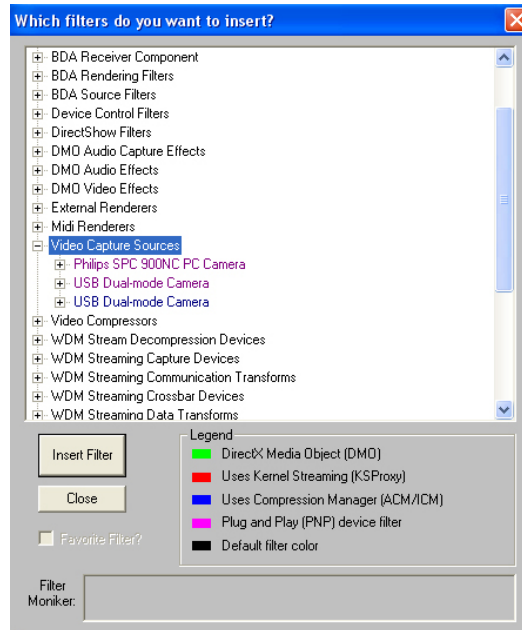 Which filters do you want to insert?
BDA Receiver Component
BDA Rendering Filters
BDA Source Filters
Device Control Filters
DirectShow Filters
DMO Audio Capture Effects
DMO Audio Effects
DMO Video Effects
External Renderers
Midi Renderers
Video Capture Sources
Philips SPC 900NC PC Camera
USB Dual-mode Camera
USB Dual-mode Camera
Video Compressors
WDM Stream Decompression Devices
WDM Streaming Capture Devices
WDM Streaming Communication Transforms
WDM Streaming Crossbar Devices
WDM Streaming Data Transforms
Insert Filter
Close
Favorite Filter?
Legend
DirectX Media Object (DMO)
Uses Kernel Streaming (KSProxy)
Uses Compression Manager (ACM/ICM)
Plug and Play (PNP) device filter
Default filter color
Filter
Moniker: